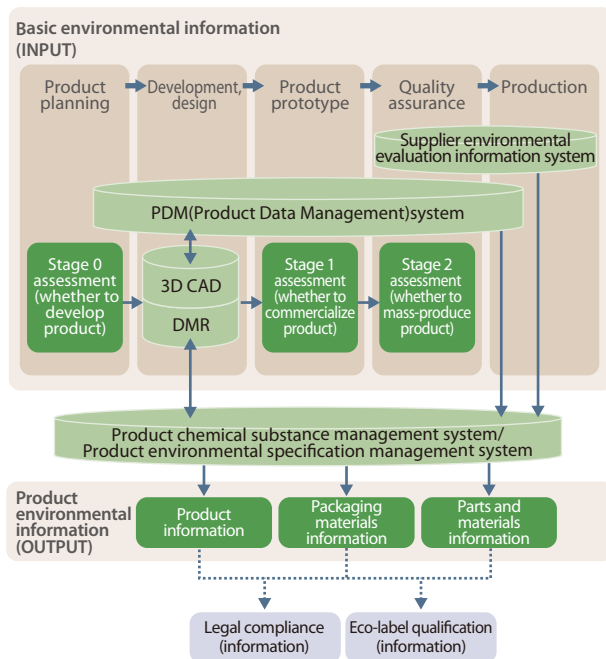 Basic environmental information
(INPUT)
Product
planning
Development,
design
Product
prototype
Quality
assurance
Production
Supplier environmental
evaluation information system
PDM(Product Data Management)system
Stage 0
assessment
(whether to
develop
product)
3D CAD
DMR
Stage 1
assessment
(whether to
commercialize
product)
Stage 2
assessment
(whether to
mass-produce
product)
Product chemical substance management system/
Product environmental specification management system
Product
environmental
information
(OUTPUT)
Product
information
Packaging
materials
information
Parts and
materials
information
Legal compliance
(information)
Eco-label qualification
(information)